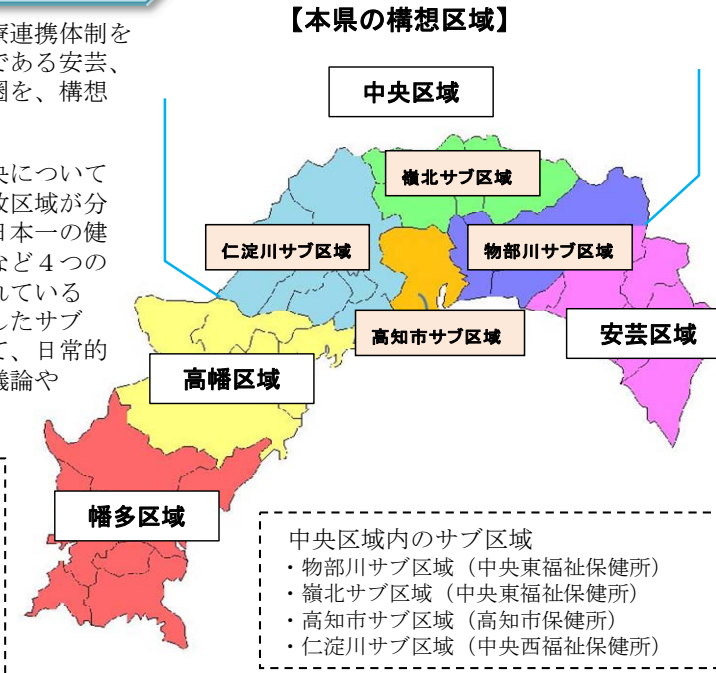 【本県の構想区域】
療連携体制を
である安芸、
圏を、構想
央について
政区域が分
日本一の健
など４つの
れている
したサブ
て、日常的
議論や
中央区域
嶺北サブ区域
仁淀川サブ区域
物部川サブ区域
高知市サブ区域
安芸区域
高幡区域
幡多区域
中央区域内のサブ区域
・物部川サブ区域（中央東福祉保健所）
・嶺北サブ区域（中央東福祉保健所）
・高知市サブ区域（高知市保健所）
・仁淀川サブ区域（中央西福祉保健所）